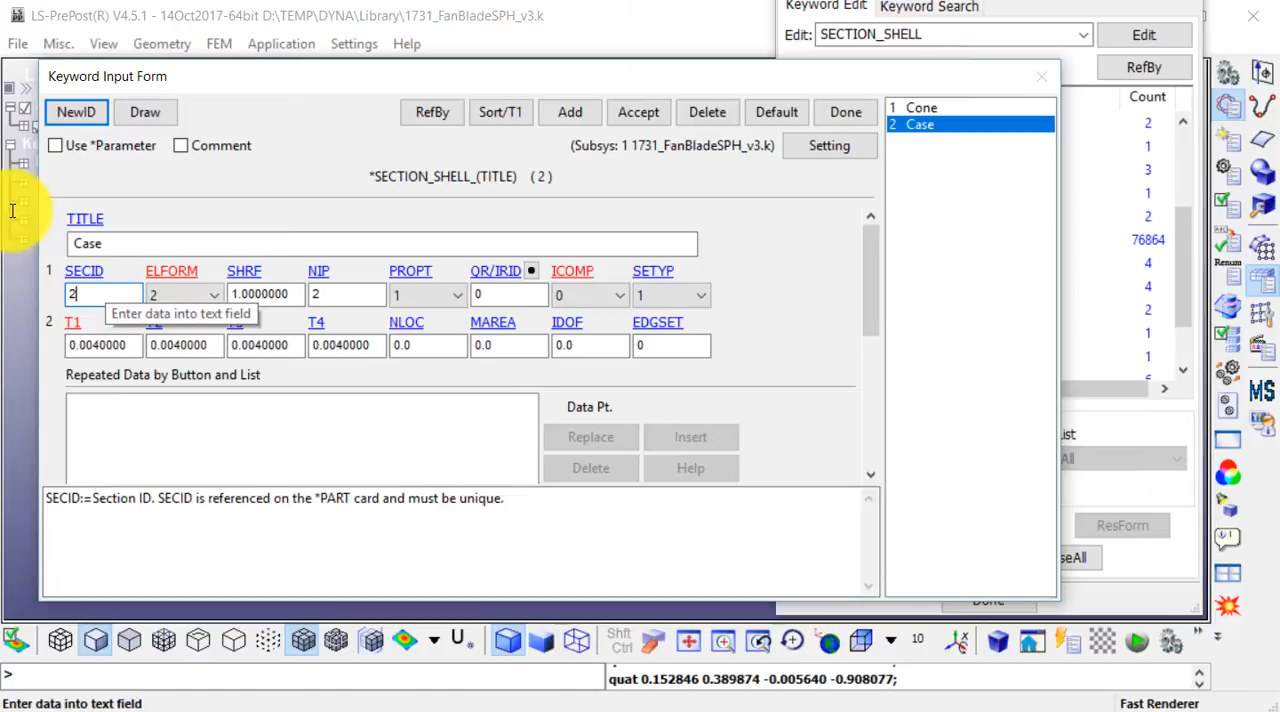 LS-PrePost(R) V4.5.1 - 14Oct2017-64bit D:\TEMP\DYNA\Library\1731_FanBladeSPH_v3.k
Keyword Edit Keyword Search
File Misc. View Geometry FEM Application Settings Help
Edit: SECTION_SHELL Edit
RefBy
Keyword Input Form
NewID Draw RefBy Sort/T1 Add Accept Delete Default Done
1 Cone
2 Case
Use *Parameter Comment (Subsys: 1 1731_FanBladeSPH_v3.k) Setting
*SECTION_SHELL_(TITLE) (2)
TITLE
Case
1 SECID ELFORM SHRF NIP PROPT QR/IRID ICOMP SETYP
2 2 1.0000000 2 1 0 0 1
Enter data into text field
2 T1 T4 NLOC MAREA IDOF EDGSET
0.0040000 0.0040000 0.0040000 0.0040000 0.0 0.0 0.0 0
Repeated Data by Button and List
Data Pt.
Replace Insert
Delete Help
SECID:=Section ID. SECID is referenced on the *PART card and must be unique.
Count
2
1
3
1
2
76864
4
4
2
1
1
ist
All
ResForm
seAll
Done
Renum
MS
Shft
Ctrl
10
>
quat 0.152846 0.389874 -0.005640 -0.908077;
Enter data into text field Fast Renderer